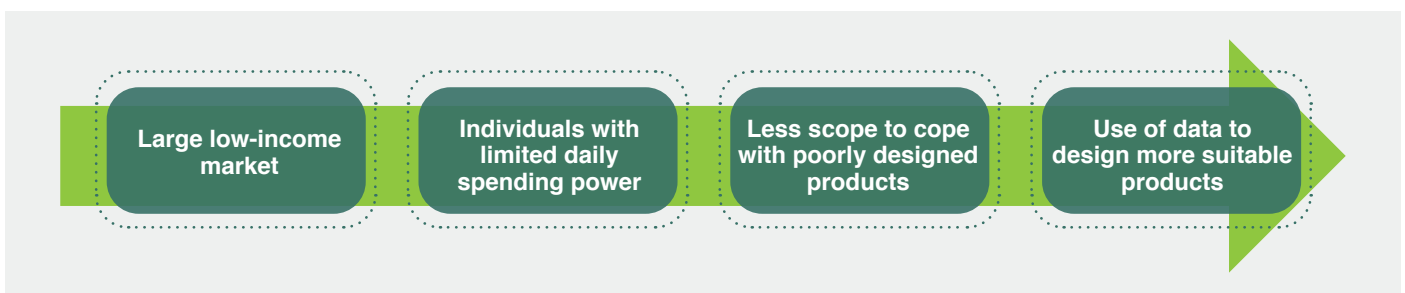 Large low-income
market
Individuals with
limited daily
spending power
Less scope to cope
with poorly designed
products
Use of data to
design more suitable
products